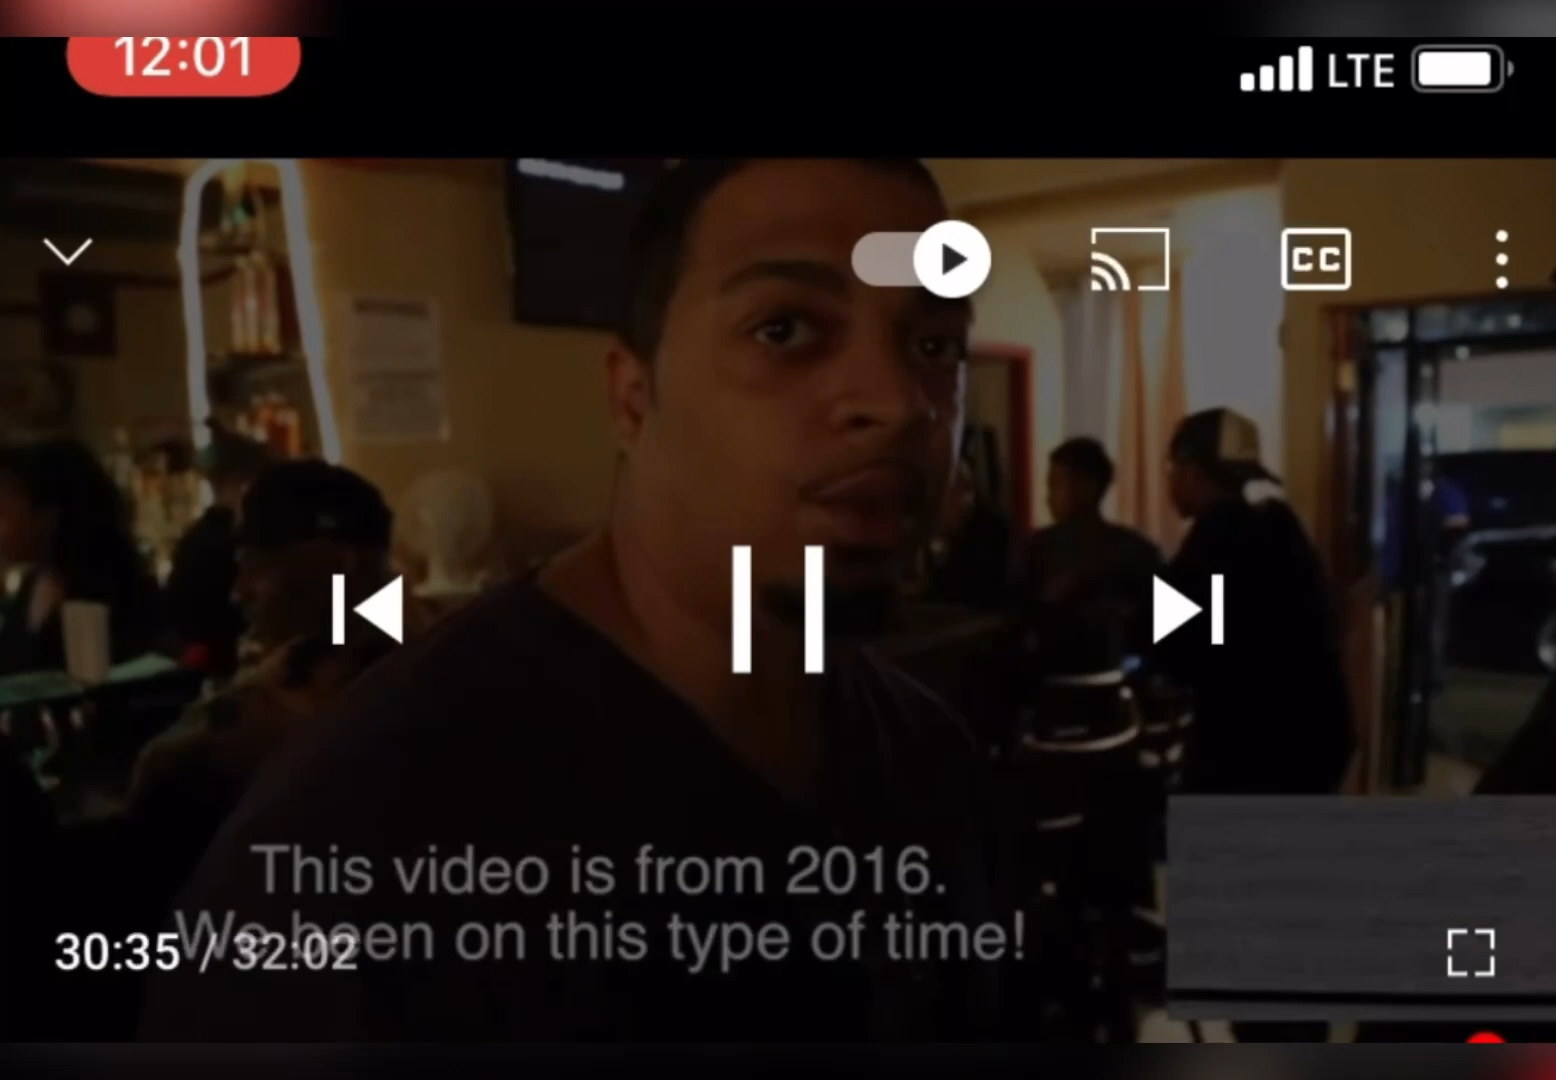 12:01
LTE
CC
This video is from 2016.
We been on this type of time!
30:35 / 32:02